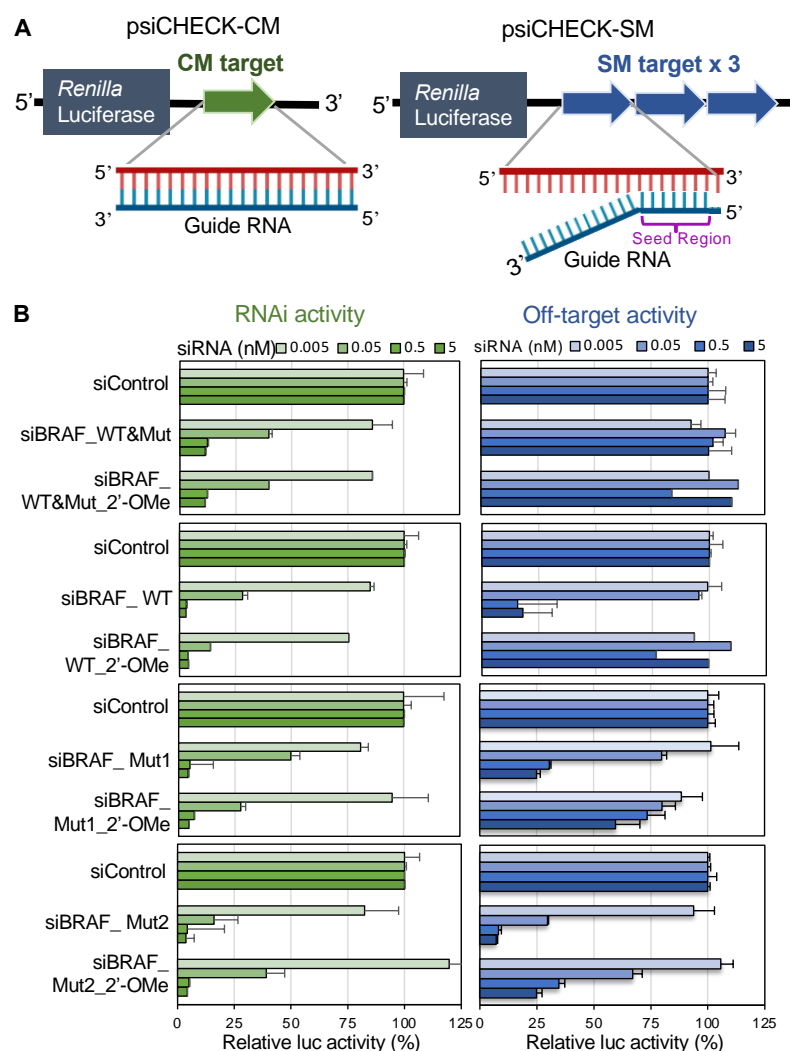 A
psiCHECK-CM
psiCHECK-SM
CM target
SM target x 3
5’
Renilla
Luciferase
3’
5’
Renilla
Luciferase
3’
5’
3’
3’
5’
Guide RNA
5’
3’
5’
Seed Region
3’
Guide RNA
B
RNAi activity
Off-target activity
siRNA (nM) 0.005 0.05 0.5 5
siRNA (nM) 0.005 0.05 0.5 5
siControl
siBRAF_WT&Mut
siBRAF_
WT&Mut_2’-OMe
siControl
siBRAF_ WT
siBRAF_
WT_2’-OMe
siControl
siBRAF_ Mut1
siBRAF_
Mut1_2’-OMe
siControl
siBRAF_ Mut2
siBRAF_
Mut2_2’-OMe
0 25 50 75 100 125
0 25 50 75 100 125
Relative luc activity (%)
Relative luc activity (%)